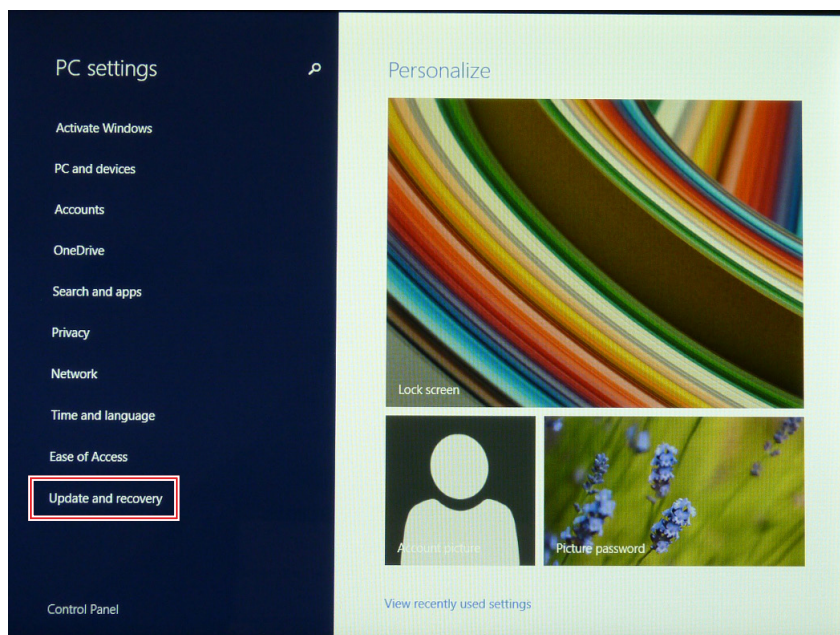 PC settings
Activate Windows
PC and devices
Accounts
OneDrive
Search and apps
Privacy
Network
Time and language
Ease of Access
Update and recovery
Control Panel
Personalize
Lock screen
Account picture
Picture password
View recently used settings